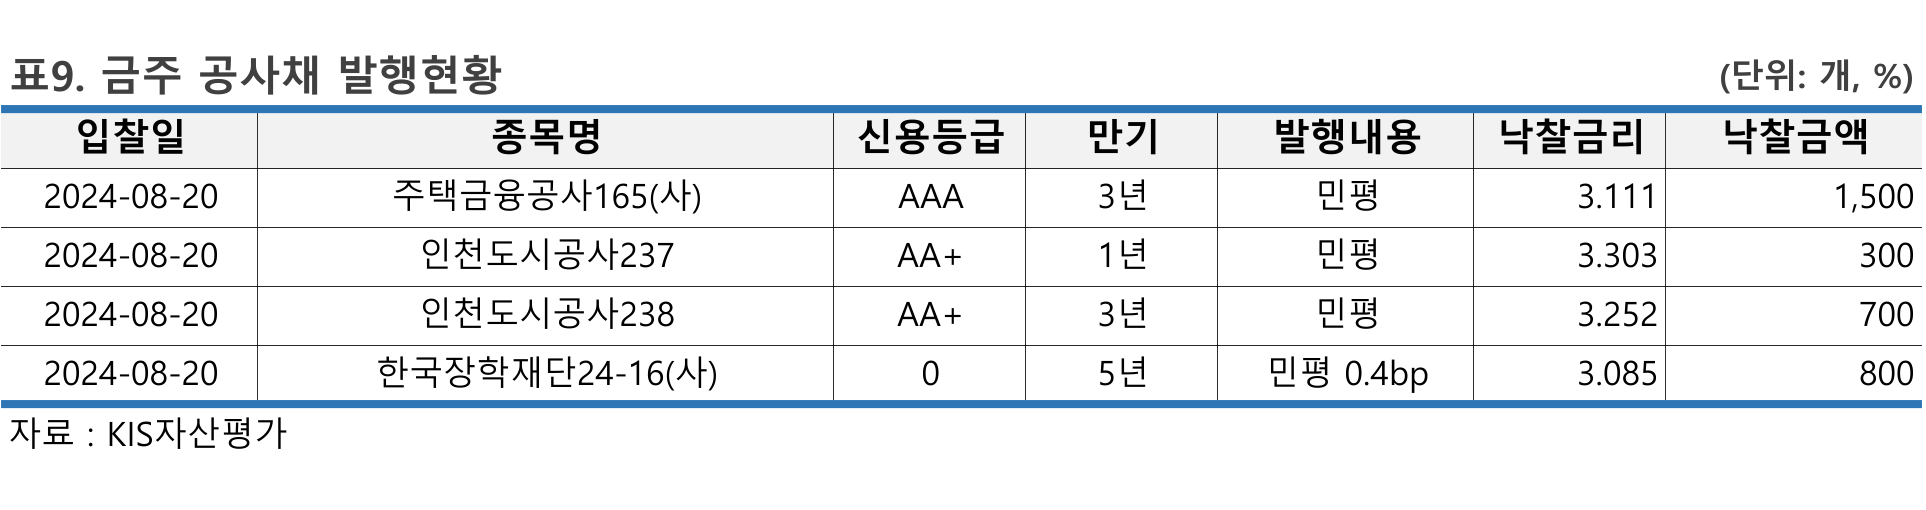 표9. 금주 공사채 발행현황 (단위: 개, %)
입찰일 종목명 신용등급 만기 발행내용 낙찰금리 낙찰금액
2024-08-20 주택금융공사165(사) AAA 3년 민평 3.111 1,500
2024-08-20 인천도시공사237 AA+ 1년 민평 3.303 300
2024-08-20 인천도시공사238 AA+ 3년 민평 3.252 700
2024-08-20 한국장학재단24-16(사) 0 5년 민평 0.4bp 3.085 800
자료 : KIS자산평가